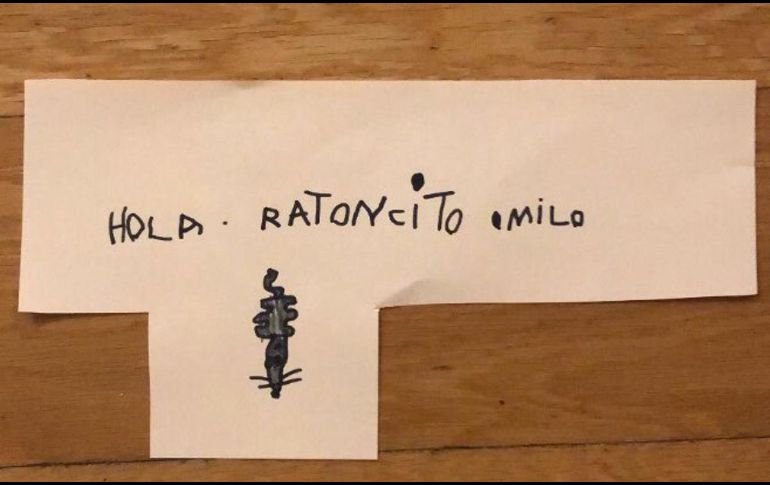 HOLA · RATONCiTO .MiLO